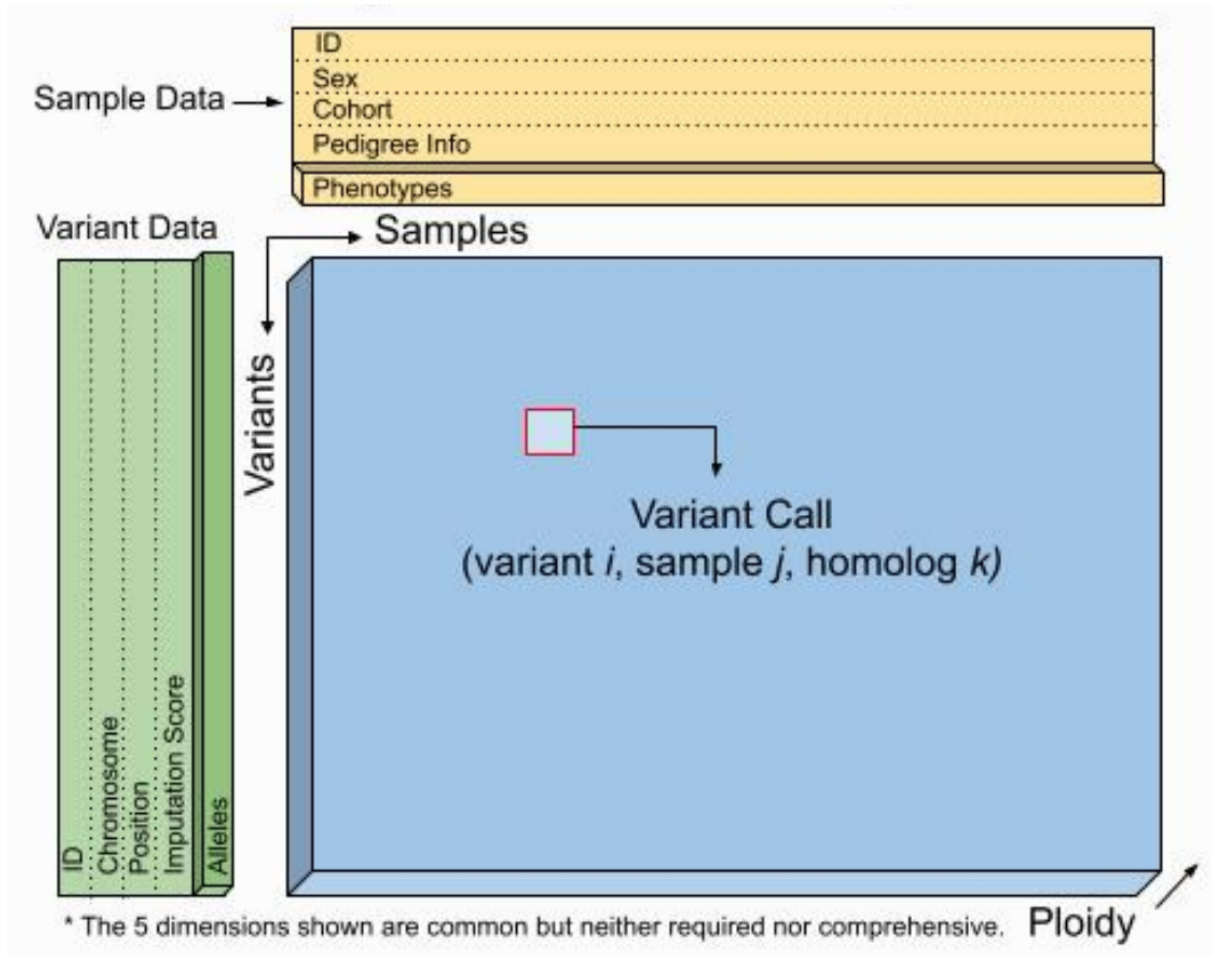 ID
Sex
Sample Data
Cohort
Pedigree Info
Phenotypes
Variant Data
Samples
Variants
Variant Call
(variant i, sample j, homolog k)
ID
Chromosome
Position
Imputation Score
Alleles
* The 5 dimensions shown are common but neither required nor comprehensive.
Ploidy